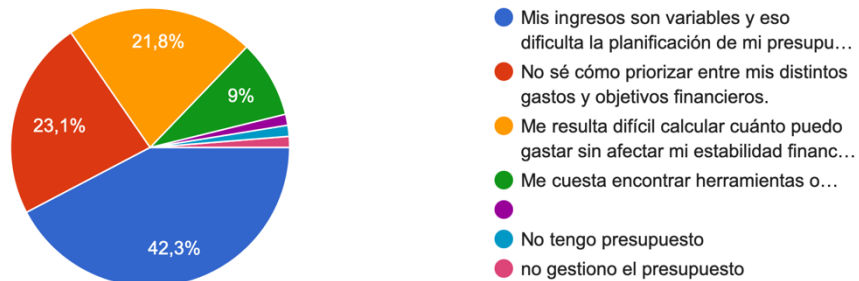 21,8%
9%
23,1%
42,3%
Mis ingresos son variables y eso
dificulta la planificación de mi presupu…
No sé cómo priorizar entre mis distintos
gastos y objetivos financieros.
Me resulta difícil calcular cuánto puedo
gastar sin afectar mi estabilidad financ…
Me cuesta encontrar herramientas o…
No tengo presupuesto
no gestiono el presupuesto